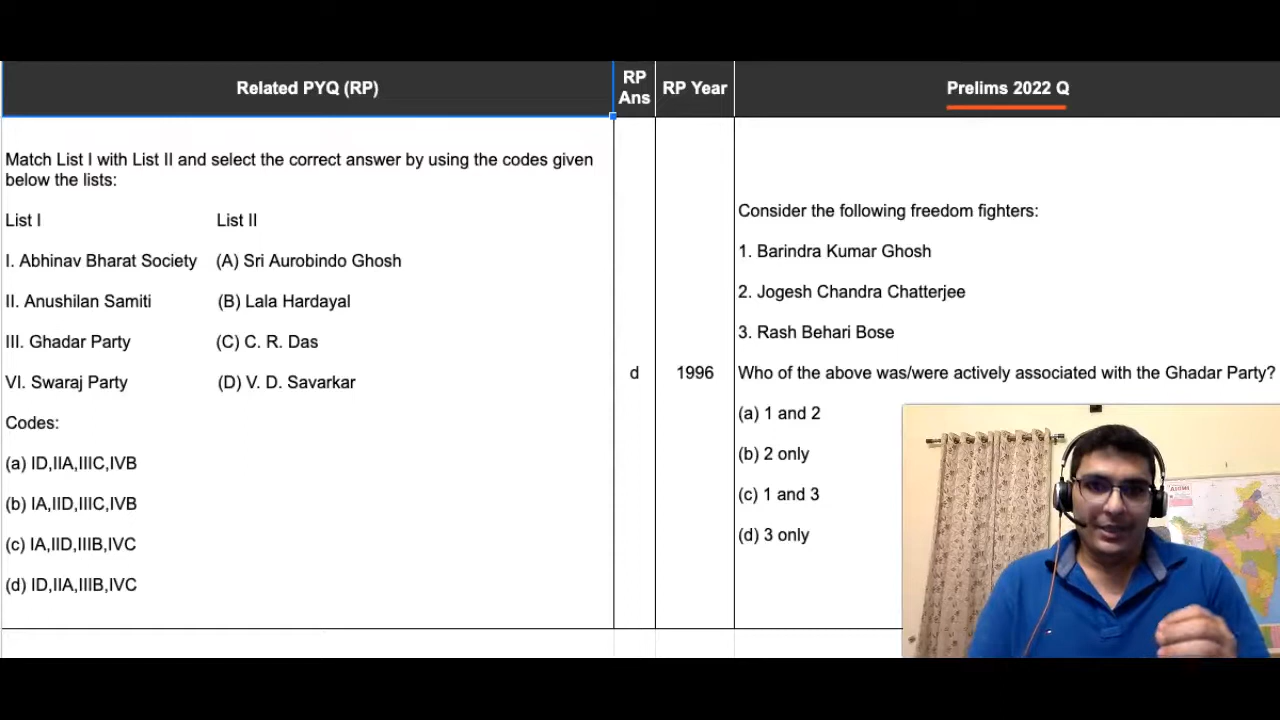 Related PYQ (RP)
RP
Ans
RP Year
Prelims 2022 Q
Match List I with List II and select the correct answer by using the codes given
below the lists:
List I List II
I. Abhinav Bharat Society (A) Sri Aurobindo Ghosh
II. Anushilan Samiti (B) Lala Hardayal
III. Ghadar Party (C) C. R. Das
VI. Swaraj Party (D) V. D. Savarkar
Codes:
(a) ID,IIA,IIIC,IVB
(b) IA,IID,IIIC,IVB
(c) IA,IID,IIIB,IVC
(d) ID,IIA,IIIB,IVC
d
1996
Consider the following freedom fighters:
1. Barindra Kumar Ghosh
2. Jogesh Chandra Chatterjee
3. Rash Behari Bose
Who of the above was/were actively associated with the Ghadar Party?
(a) 1 and 2
(b) 2 only
(c) 1 and 3
(d) 3 only